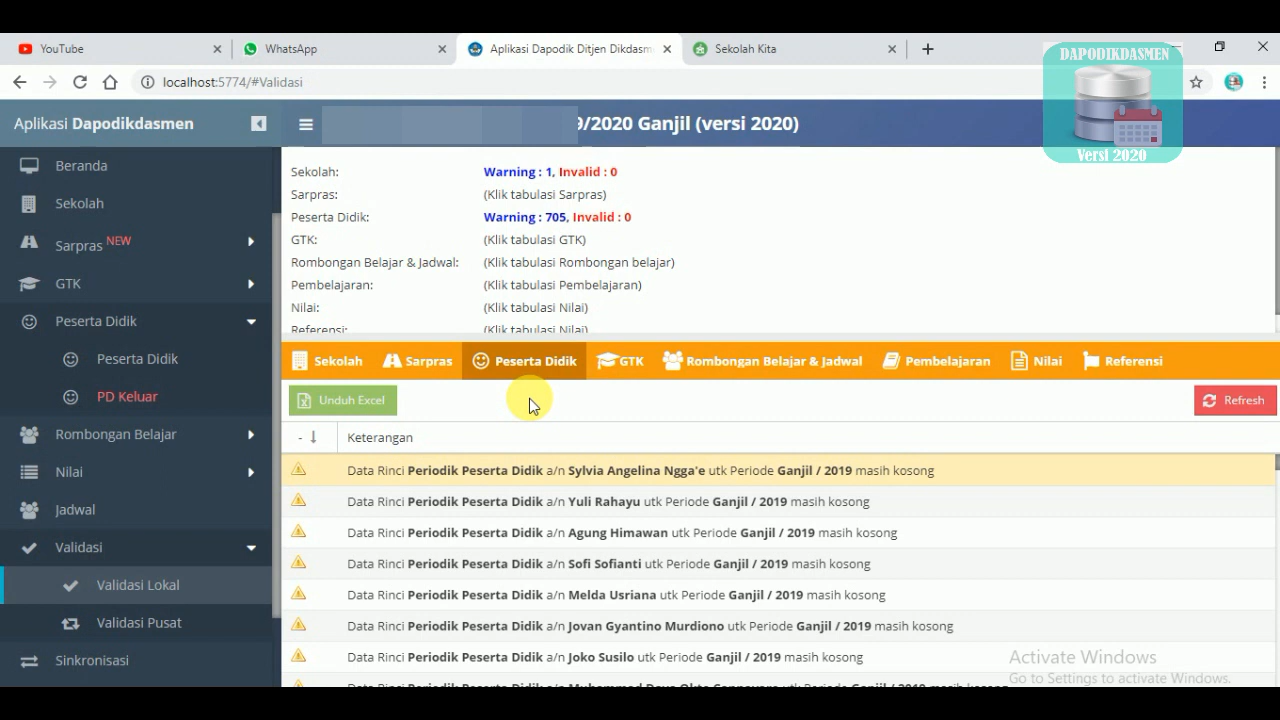 YouTube
WhatsApp
Aplikasi Dapodik Ditjen Dikdasm
Sekolah Kita
localhost:5774/#Validasi
DAPODIKDASMEN
Versi 2020
Aplikasi Dapodikdasmen
9/2020 Ganjil (versi 2020)
Beranda
Sekolah
Sarpras NEW
GTK
Peserta Didik
Peserta Didik
PD Keluar
Rombongan Belajar
Nilai
Jadwal
Validasi
Validasi Lokal
Validasi Pusat
Sinkronisasi
Sekolah: Warning : 1, Invalid : 0
Sarpras: (Klik tabulasi Sarpras)
Peserta Didik: Warning : 705, Invalid : 0
GTK: (Klik tabulasi GTK)
Rombongan Belajar & Jadwal: (Klik tabulasi Rombongan belajar)
Pembelajaran: (Klik tabulasi Pembelajaran)
Nilai: (Klik tabulasi Nilai)
Referensi: (Klik tabulasi Nilai)
Sekolah Sarpras Peserta Didik GTK Rombongan Belajar & Jadwal Pembelajaran Nilai Referensi
Unduh Excel Refresh
- Keterangan
Data Rinci Periodik Peserta Didik a/n Sylvia Angelina Ngga'e utk Periode Ganjil / 2019 masih kosong
Data Rinci Periodik Peserta Didik a/n Yuli Rahayu utk Periode Ganjil / 2019 masih kosong
Data Rinci Periodik Peserta Didik a/n Agung Himawan utk Periode Ganjil / 2019 masih kosong
Data Rinci Periodik Peserta Didik a/n Sofi Sofianti utk Periode Ganjil / 2019 masih kosong
Data Rinci Periodik Peserta Didik a/n Melda Usriana utk Periode Ganjil / 2019 masih kosong
Data Rinci Periodik Peserta Didik a/n Jovan Gyantino Murdiono utk Periode Ganjil / 2019 masih kosong
Data Rinci Periodik Peserta Didik a/n Joko Susilo utk Periode Ganjil / 2019 masih kosong
Activate Windows
Go to Settings to activate Windows.